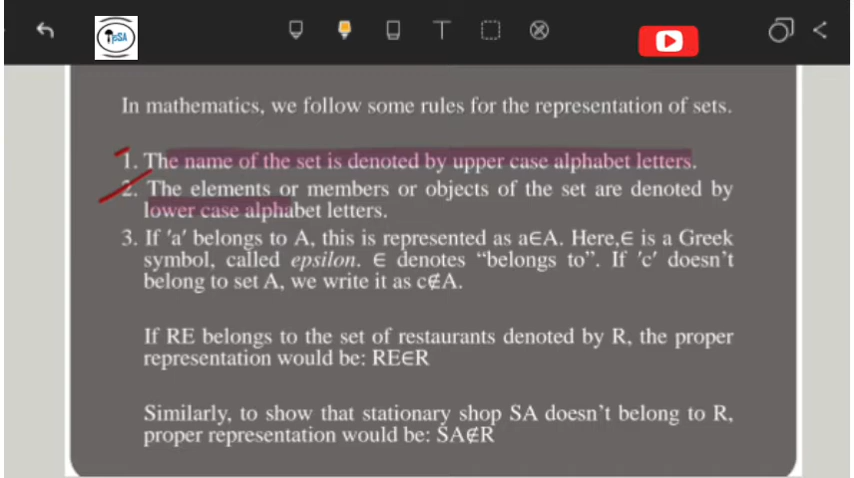 In mathematics, we follow some rules for the representation of sets.
1. The name of the set is denoted by upper case alphabet letters.
2. The elements or members or objects of the set are denoted by
lower case alphabet letters.
3. If ′a′ belongs to A, this is represented as a∈A. Here,∈ is a Greek
symbol, called epsilon. ∈ denotes “belongs to”. If ′c′ doesn’t
belong to set A, we write it as c∉A.
If RE belongs to the set of restaurants denoted by R, the proper
representation would be: RE∈R
Similarly, to show that stationary shop SA doesn’t belong to R,
proper representation would be: SA∉R